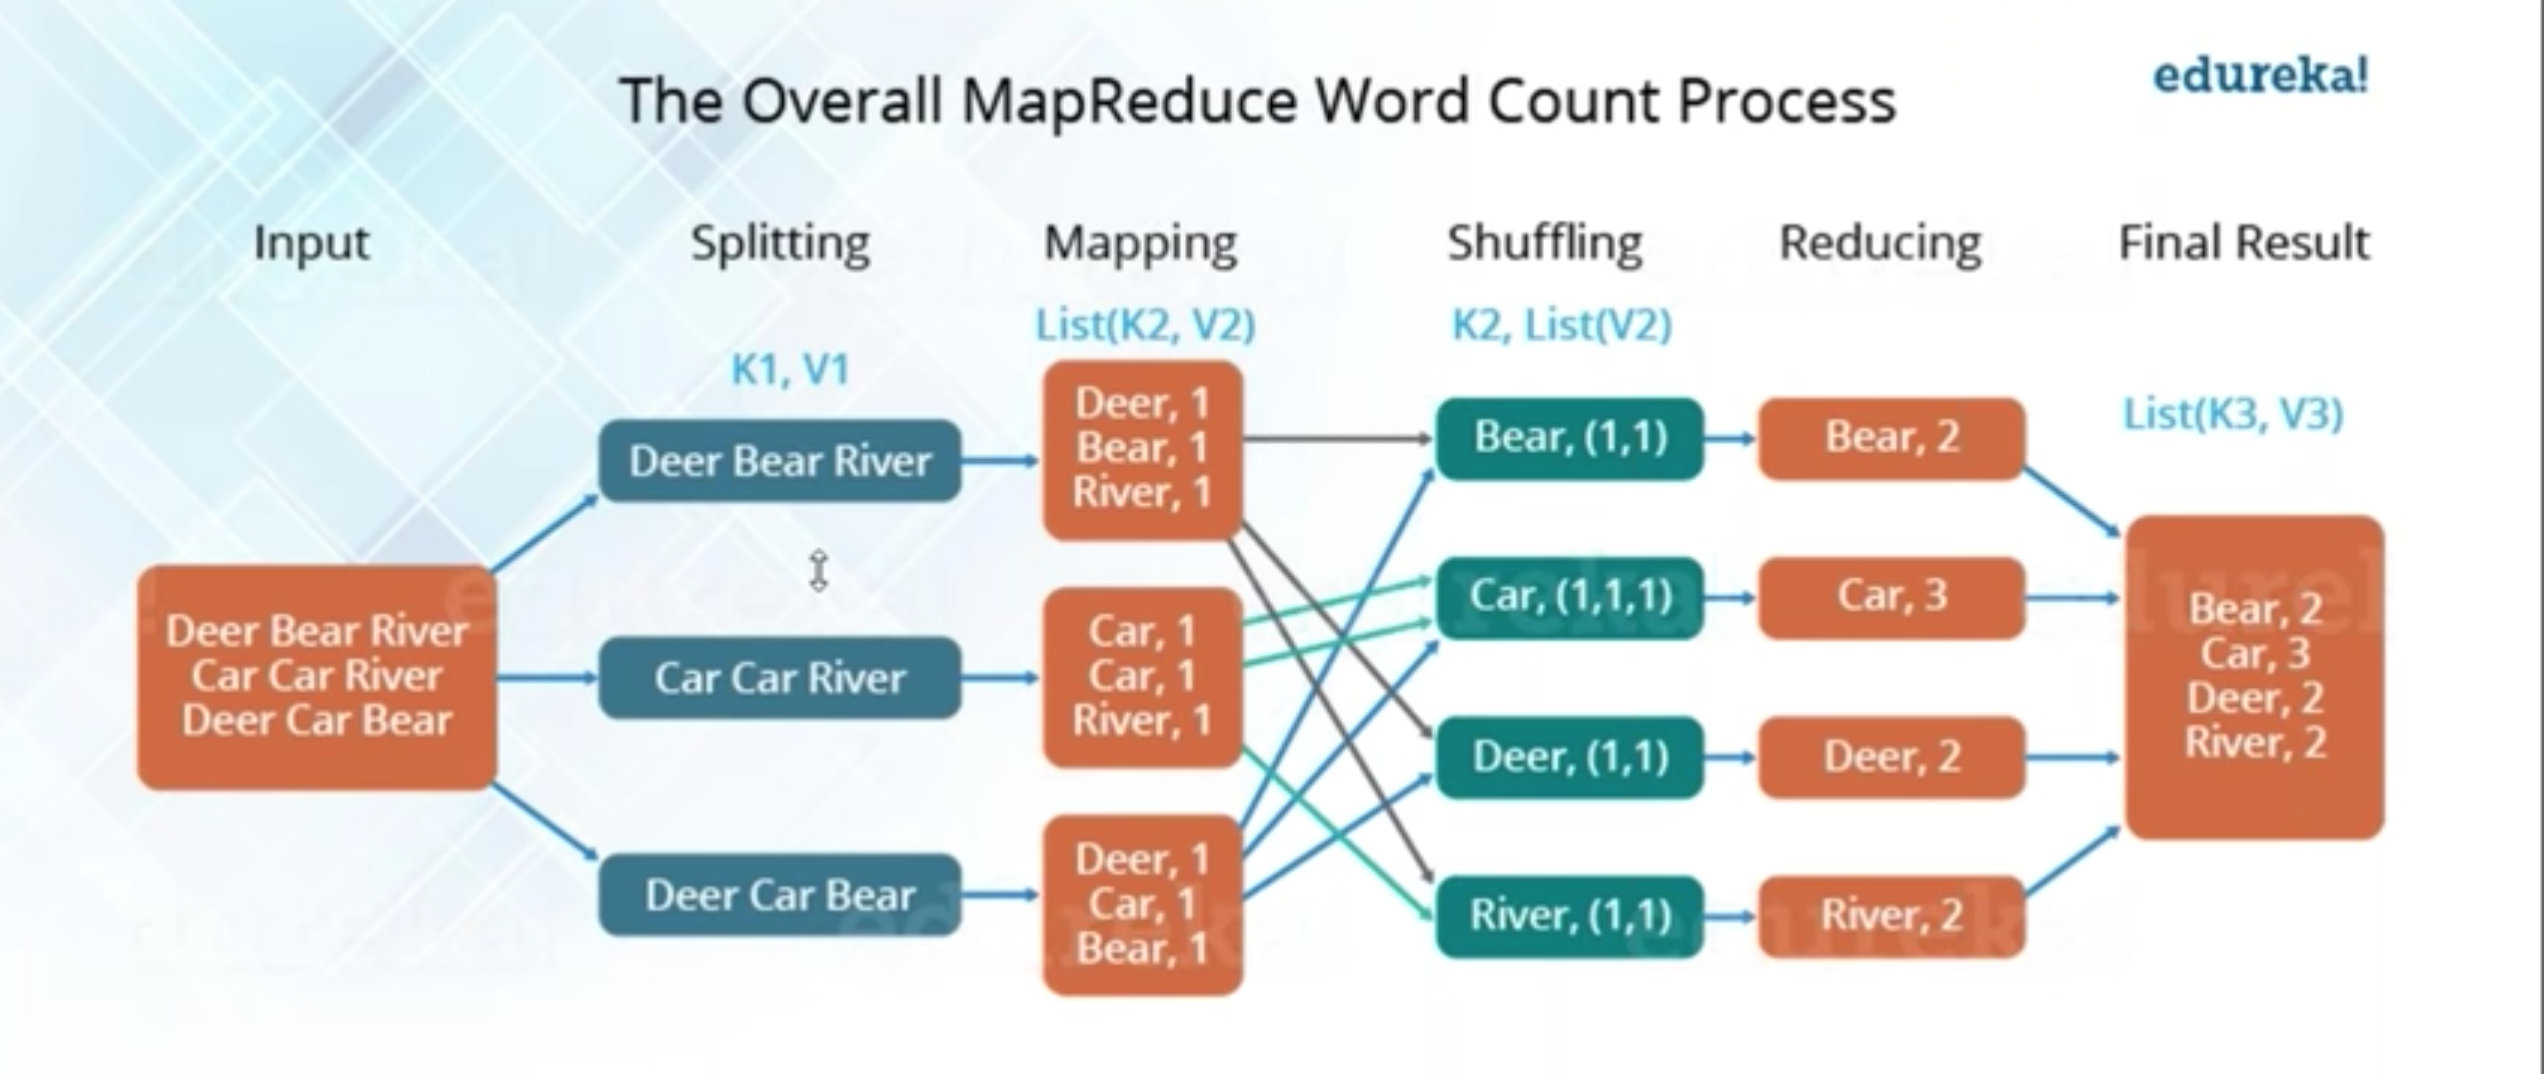 The Overall MapReduce Word Count Process
edureka!
Input
Splitting
Mapping
Shuffling
Reducing
Final Result
K1, V1
List(K2, V2)
K2, List(V2)
List(K3, V3)
Deer Bear River
Car Car River
Deer Car Bear
Deer Bear River
Car Car River
Deer Car Bear
Deer, 1
Bear, 1
River, 1
Car, 1
Car, 1
River, 1
Deer, 1
Car, 1
Bear, 1
Bear, (1,1)
Car, (1,1,1)
Deer, (1,1)
River, (1,1)
Bear, 2
Car, 3
Deer, 2
River, 2
Bear, 2
Car, 3
Deer, 2
River, 2